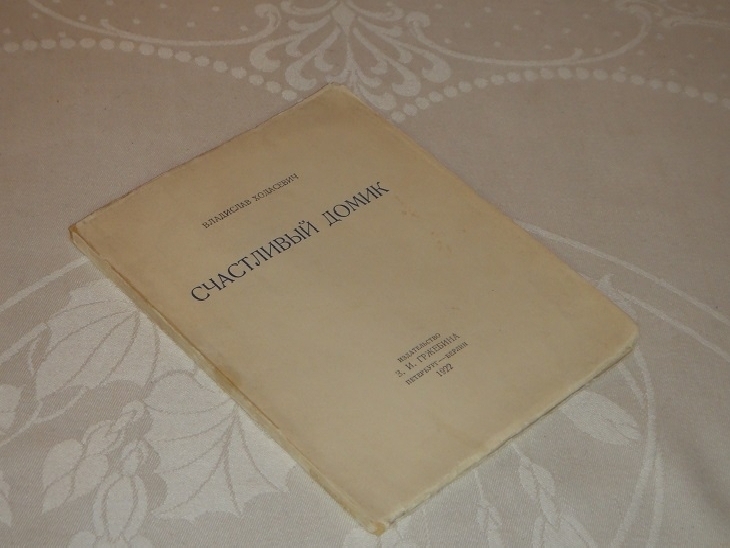 ВЛАДИСЛАВ ХОДАСЕВИЧ
СЧАСТЛИВЫЙ ДОМИК
ИЗДАТЕЛЬСТВО
З. И. ГРЖЕБИНА
ПЕТЕРБУРГ—БЕРЛИН
1922